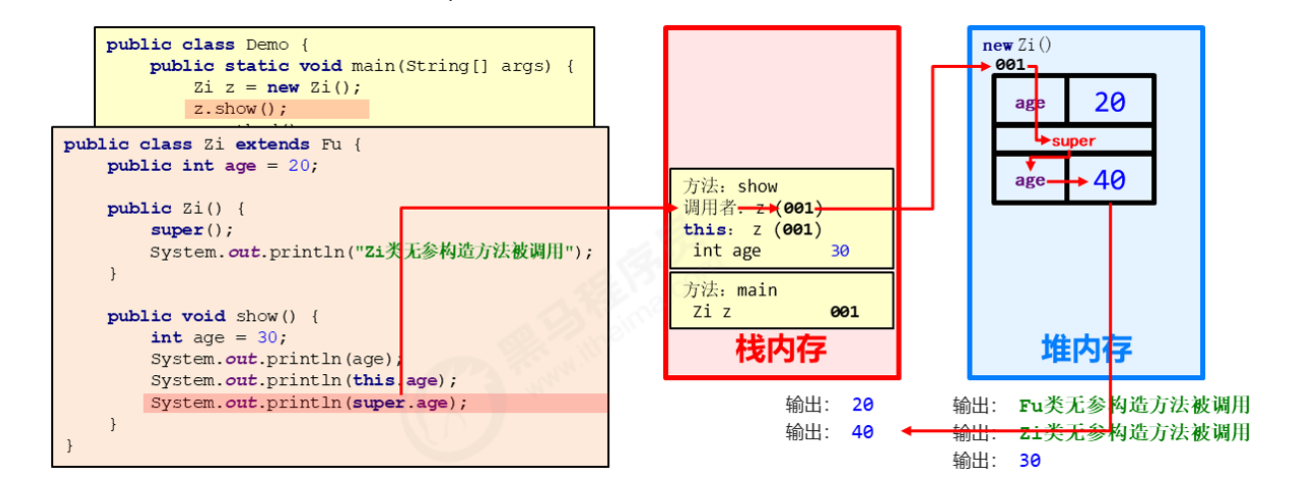 public class Demo {
public static void main(String[] args) {
Zi z = new Zi();
z.show();
public class Zi extends Fu {
public int age = 20;
public Zi() {
super();
System.out.println("Zi类无参构造方法被调用");
}
public void show() {
int age = 30;
System.out.println(age);
System.out.println(this.age);
System.out.println(super.age);
}
}
方法: show
调用者: z (001)
this: z (001)
int age 30
方法: main
Zi z 001
栈内存
new Zi()
001
age 20
super
age 40
堆内存
输出: 20
输出: 40
输出: Fu类无参构造方法被调用
输出: Zi类无参构造方法被调用
输出: 30